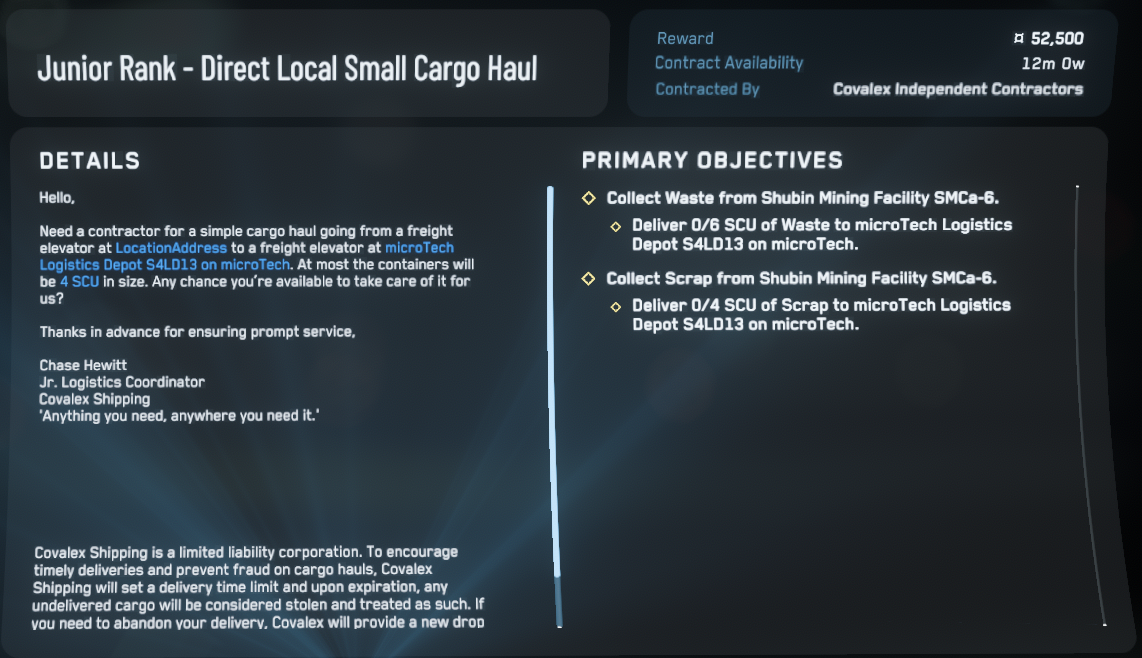 Junior Rank - Direct Local Small Cargo Haul
Reward ¤ 52,500
Contract Availability 12m 0w
Contracted By Covalex Independent Contractors
DETAILS
Hello,
Need a contractor for a simple cargo haul going from a freight
elevator at LocationAddress to a freight elevator at microTech
Logistics Depot S4LD13 on microTech. At most the containers will
be 4 SCU in size. Any chance you're available to take care of it for
us?
Thanks in advance for ensuring prompt service,
Chase Hewitt
Jr. Logistics Coordinator
Covalex Shipping
'Anything you need, anywhere you need it.'
Covalex Shipping is a limited liability corporation. To encourage
timely deliveries and prevent fraud on cargo hauls, Covalex
Shipping will set a delivery time limit and upon expiration, any
undelivered cargo will be considered stolen and treated as such. If
you need to abandon your delivery, Covalex will provide a new drop
PRIMARY OBJECTIVES
Collect Waste from Shubin Mining Facility SMCa-6.
Deliver 0/6 SCU of Waste to microTech Logistics
Depot S4LD13 on microTech.
Collect Scrap from Shubin Mining Facility SMCa-6.
Deliver 0/4 SCU of Scrap to microTech Logistics
Depot S4LD13 on microTech.